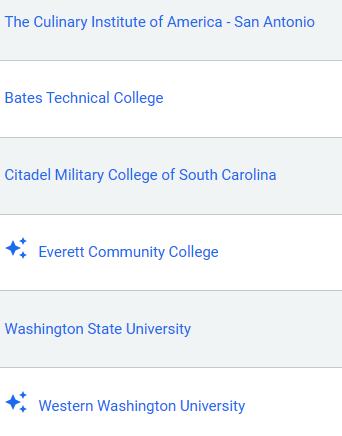 The Culinary Institute of America - San Antonio
Bates Technical College
Citadel Military College of South Carolina
Everett Community College
Washington State University
Western Washington University